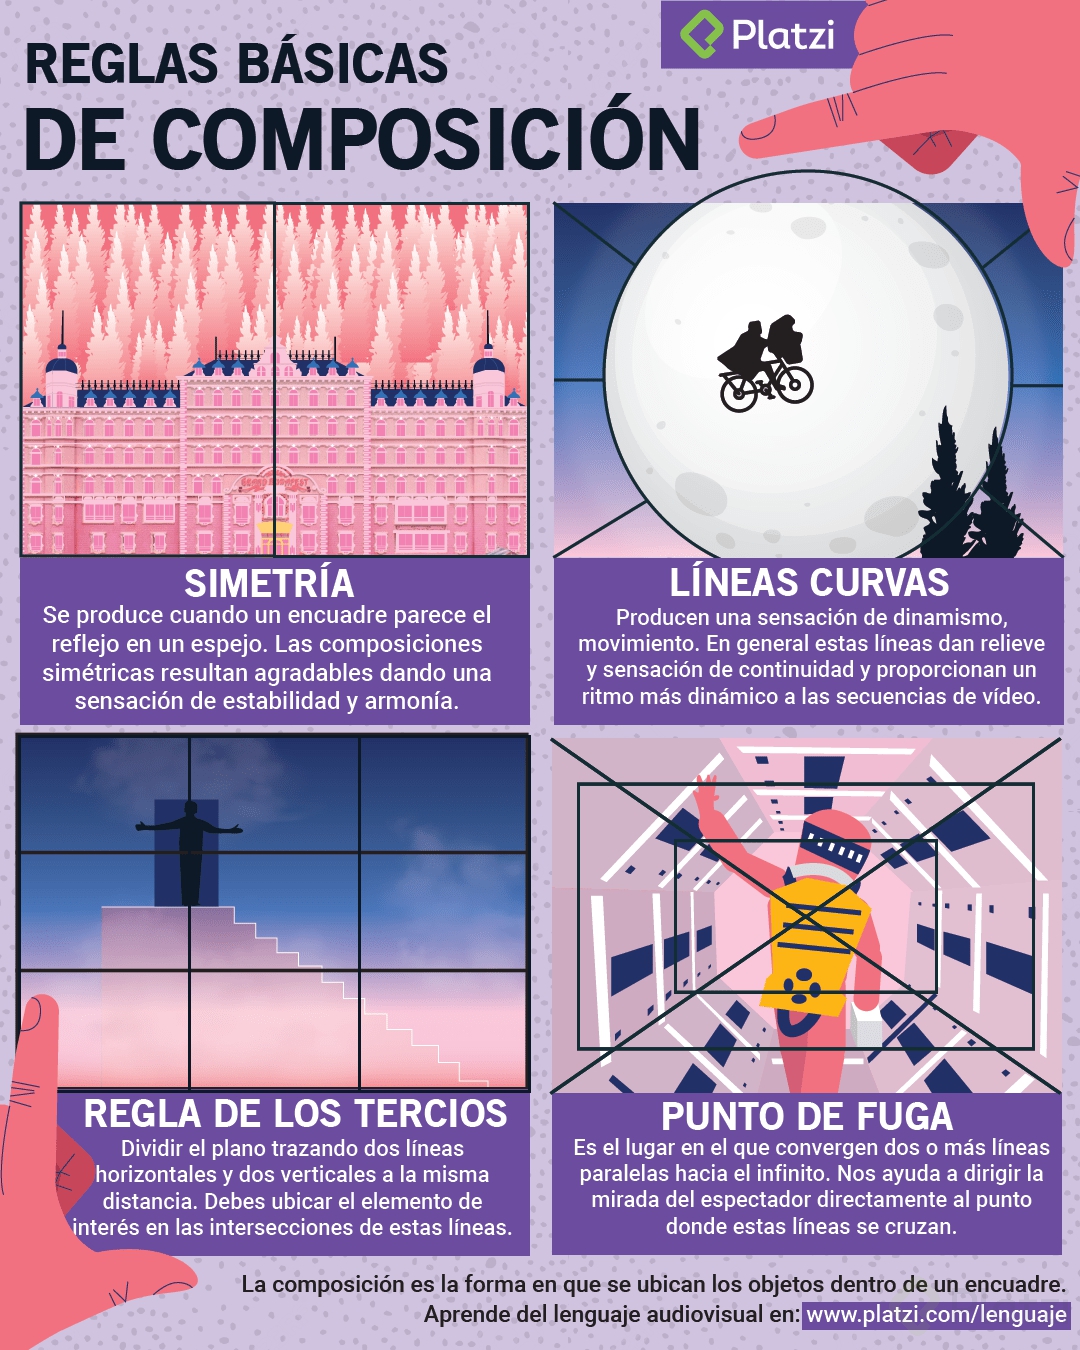 Platzi
REGLAS BÁSICAS
DE COMPOSICIÓN
GRAND BUDAPEST
SIMETRÍA
Se produce cuando un encuadre parece el
reflejo en un espejo. Las composiciones
simétricas resultan agradables dando una
sensación de estabilidad y armonía.
LÍNEAS CURVAS
Producen una sensación de dinamismo,
movimiento. En general estas líneas dan relieve
y sensación de continuidad y proporcionan un
ritmo más dinámico a las secuencias de vídeo.
REGLA DE LOS TERCIOS
Dividir el plano trazando dos líneas
horizontales y dos verticales a la misma
distancia. Debes ubicar el elemento de
interés en las intersecciones de estas líneas.
PUNTO DE FUGA
Es el lugar en el que convergen dos o más líneas
paralelas hacia el infinito. Nos ayuda a dirigir la
mirada del espectador directamente al punto
donde estas líneas se cruzan.
La composición es la forma en que se ubican los objetos dentro de un encuadre.
Aprende del lenguaje audiovisual en: www.platzi.com/lenguaje